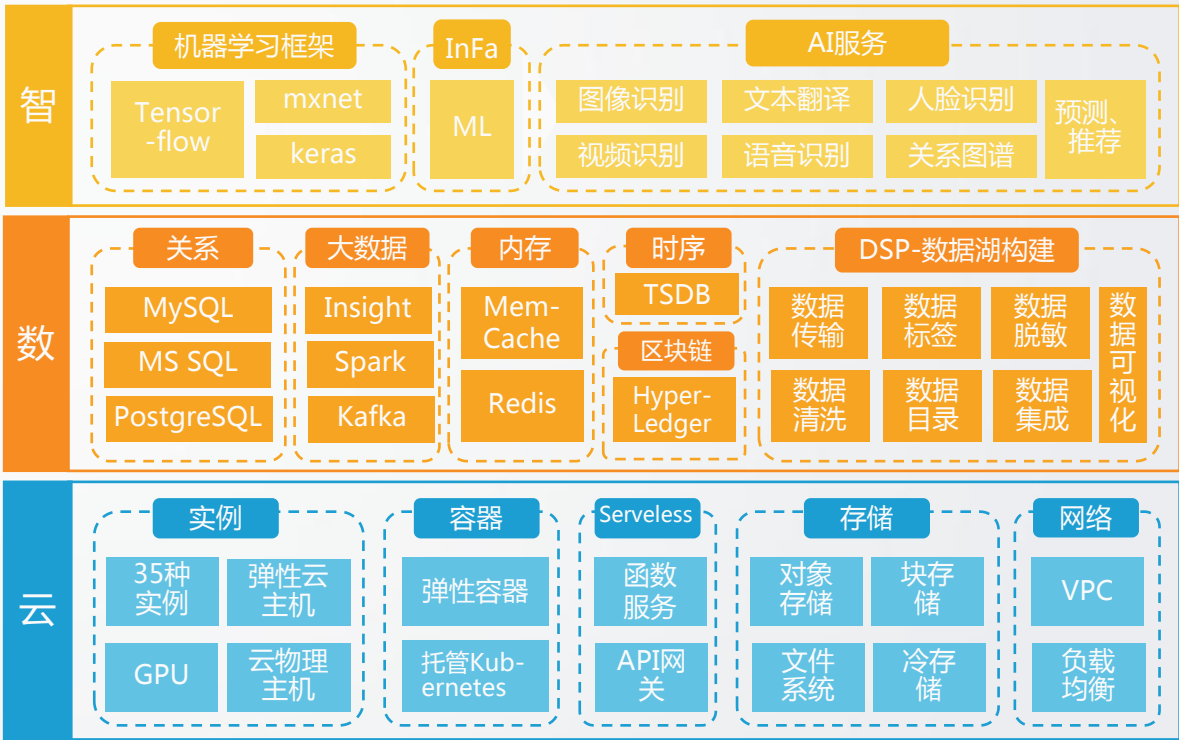 智
机器学习框架
Tensor
-flow
mxnet
keras
InFa
ML
AI服务
图像识别
文本翻译
人脸识别
预测、
推荐
视频识别
语音识别
关系图谱
数
关系
MySQL
MS SQL
PostgreSQL
大数据
Insight
Spark
Kafka
内存
Mem-
Cache
Redis
时序
TSDB
区块链
Hyper-
Ledger
DSP-数据湖构建
数据
传输
数据
标签
数据
脱敏
数据
清洗
数据
目录
数据
集成
数
据
可
视
化
云
实例
35种
实例
弹性云
主机
GPU
云物理
主机
容器
弹性容器
托管Kub-
ernetes
Serveless
函数
服务
API网
关
存储
对象
存储
块存
储
文件
系统
冷存
储
网络
VPC
负载
均衡